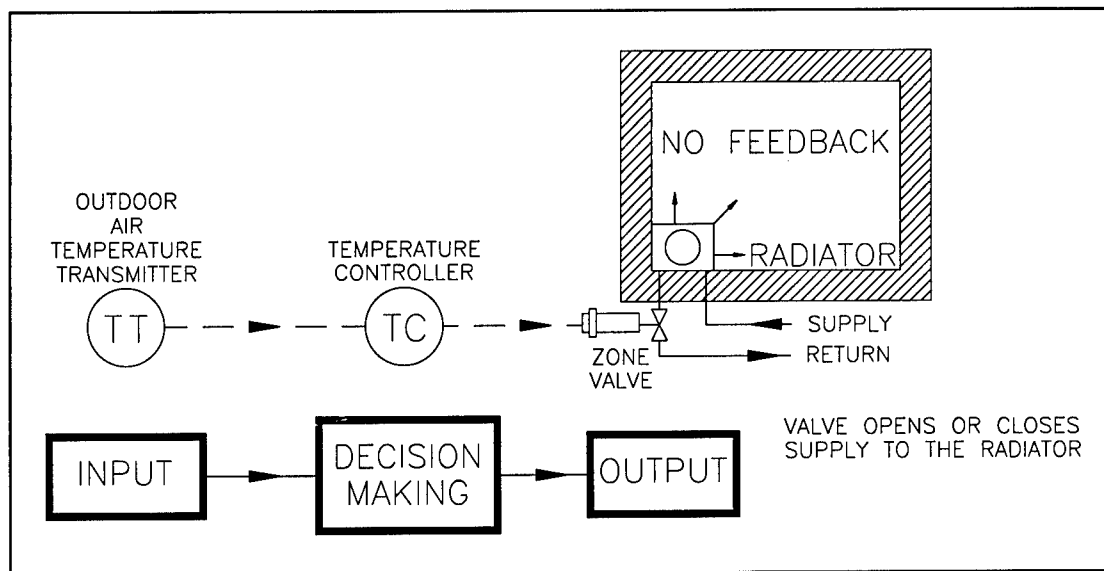 NO FEEDBACK
RADIATOR
OUTDOOR
AIR
TEMPERATURE
TRANSMITTER
TEMPERATURE
CONTROLLER
TT
TC
ZONE
VALVE
SUPPLY
RETURN
INPUT
DECISION
MAKING
OUTPUT
VALVE OPENS OR CLOSES
SUPPLY TO THE RADIATOR